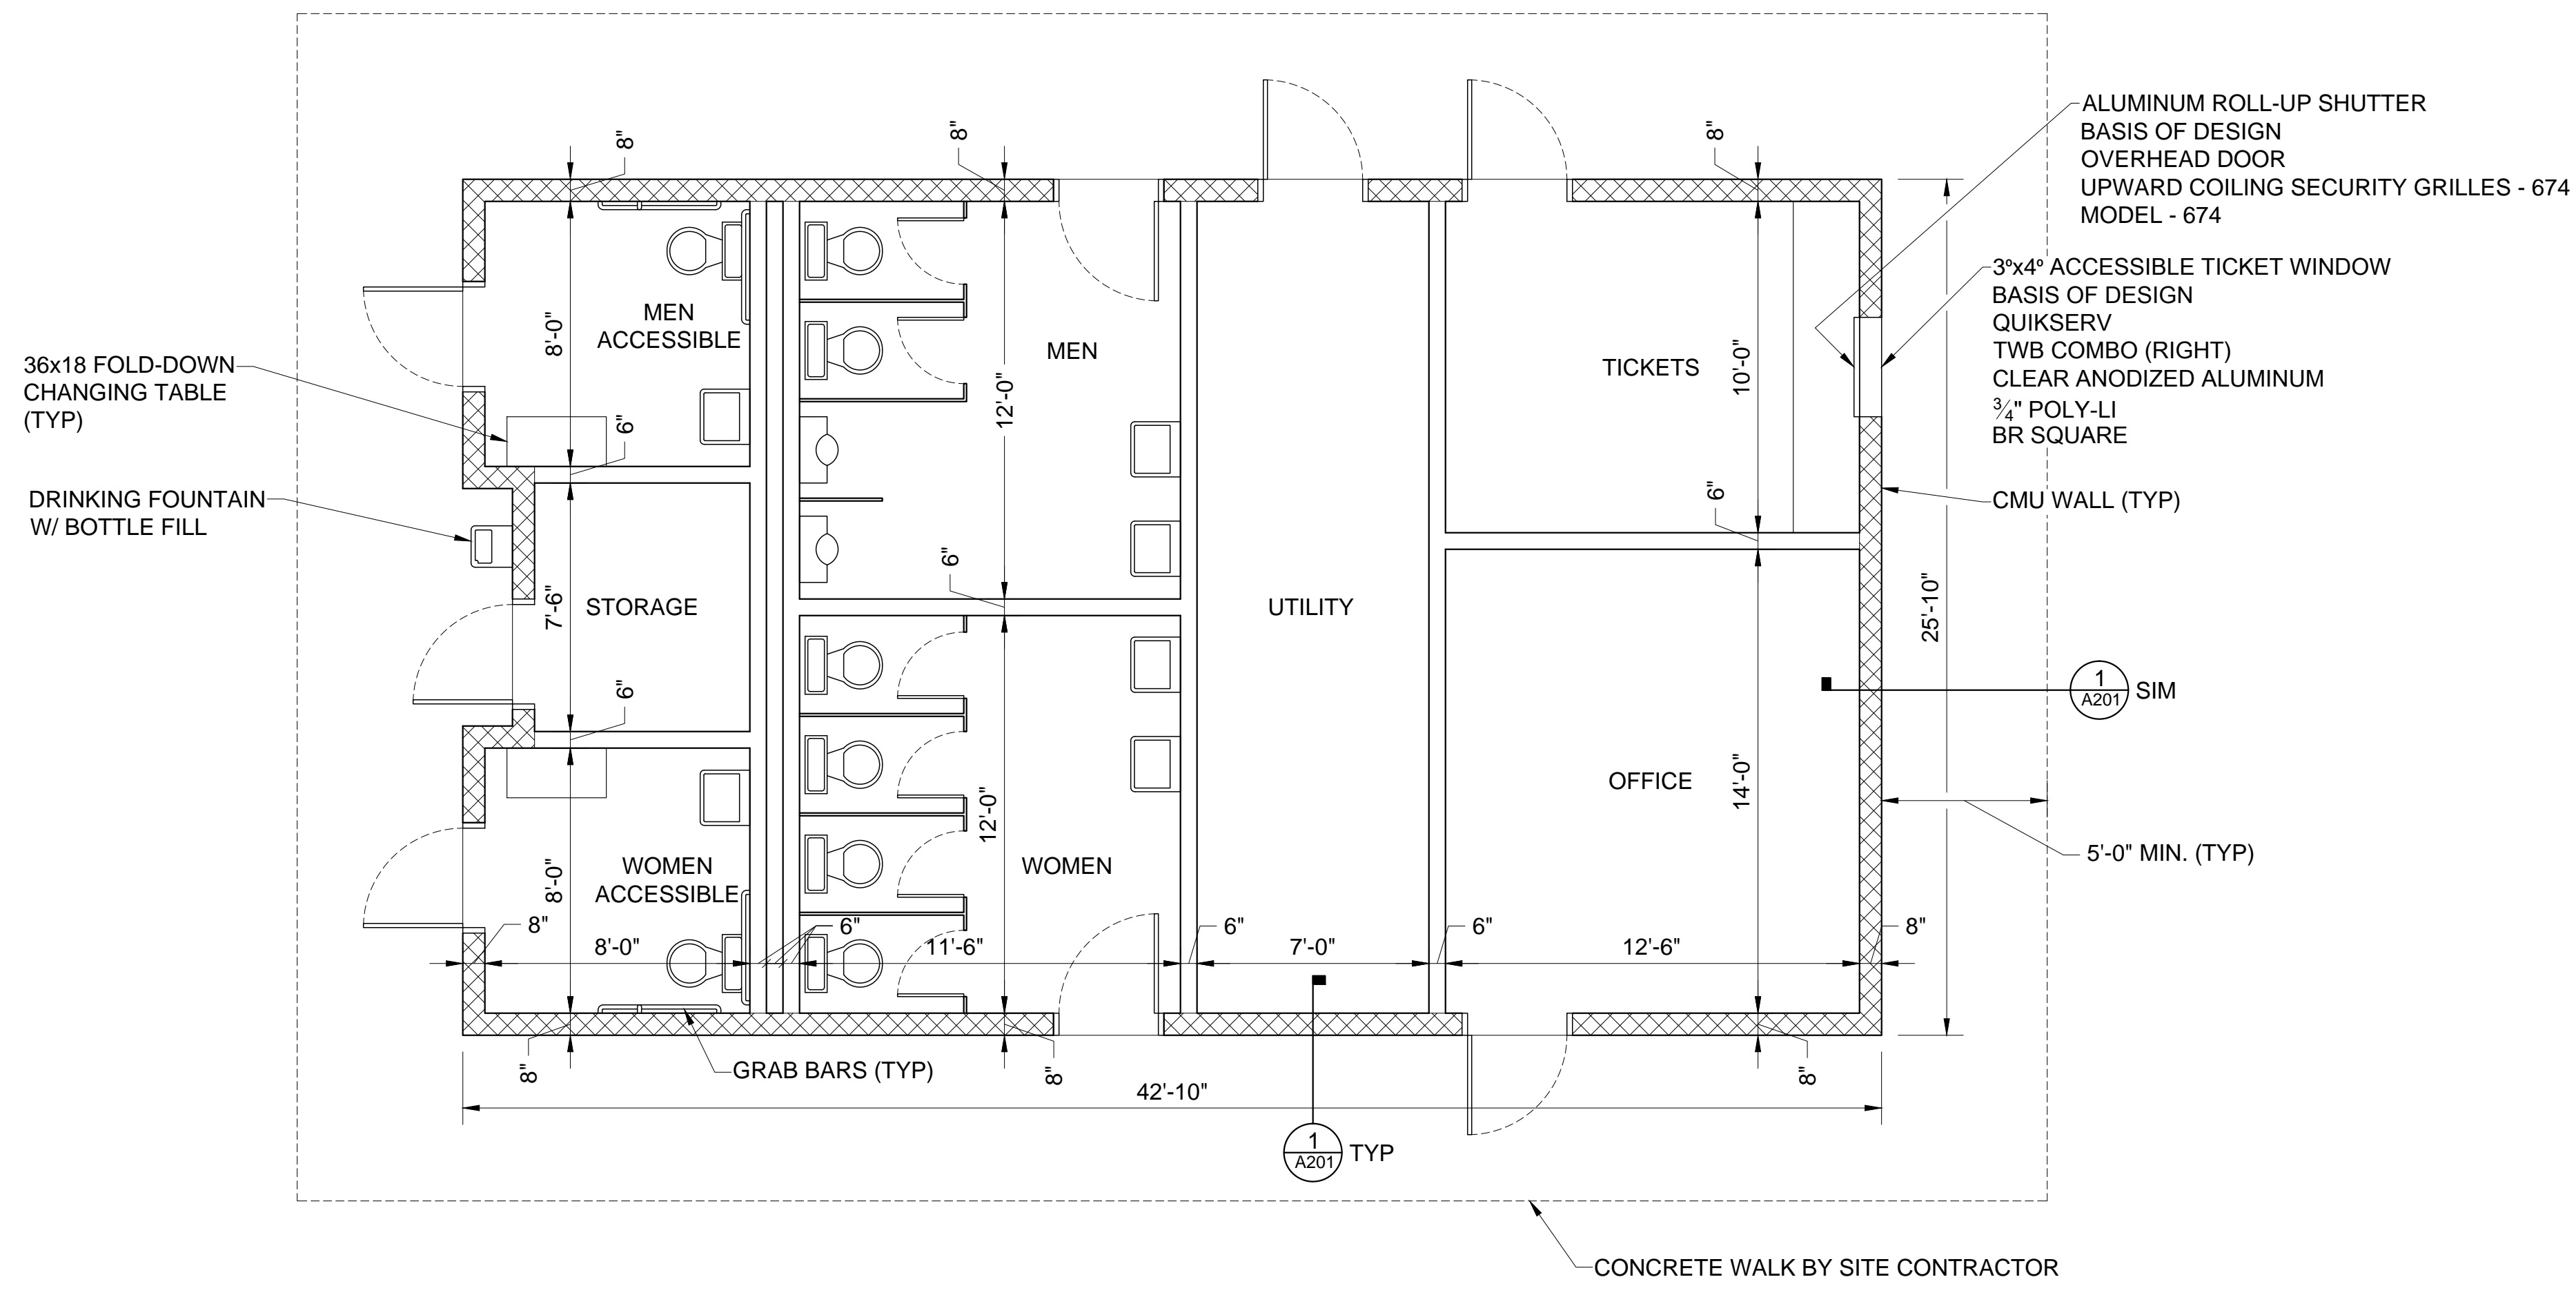 8"
8"
8"
ALUMINUM ROLL-UP SHUTTER
BASIS OF DESIGN
OVERHEAD DOOR
UPWARD COILING SECURITY GRILLES - 674
MODEL - 674
3⁰x4⁰ ACCESSIBLE TICKET WINDOW
BASIS OF DESIGN
QUIKSERV
TWB COMBO (RIGHT)
CLEAR ANODIZED ALUMINUM
3/4" POLY-LI
BR SQUARE
CMU WALL (TYP)
36x18 FOLD-DOWN
CHANGING TABLE
(TYP)
DRINKING FOUNTAIN
W/ BOTTLE FILL
MEN
ACCESSIBLE
8'-0"
6"
MEN
12'-0"
TICKETS
10'-0"
6"
6"
STORAGE
7'-6"
6"
UTILITY
25'-10"
1
A201
SIM
OFFICE
14'-0"
5'-0" MIN. (TYP)
WOMEN
ACCESSIBLE
8'-0"
WOMEN
12'-0"
8"
8'-0"
6"
11'-6"
6"
7'-0"
6"
12'-6"
8"
8"
GRAB BARS (TYP)
8"
8"
42'-10"
1
A201
TYP
CONCRETE WALK BY SITE CONTRACTOR